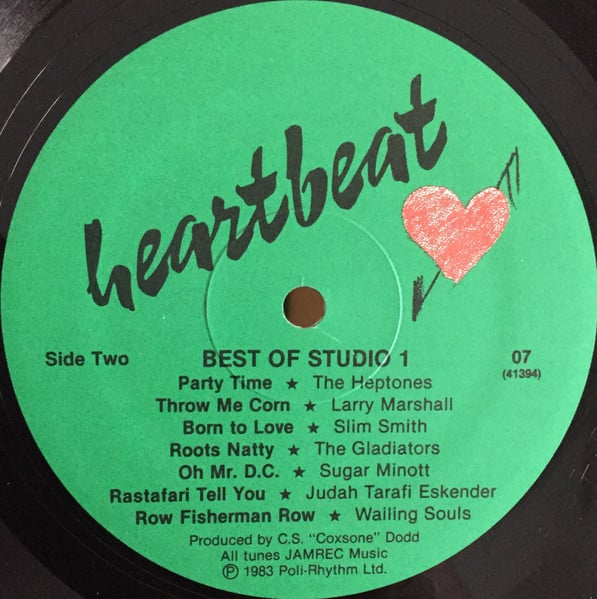 heartbeat
Side Two
BEST OF STUDIO 1
07
(41394)
Party Time ★ The Heptones
Throw Me Corn ★ Larry Marshall
Born to Love ★ Slim Smith
Roots Natty ★ The Gladiators
Oh Mr. D.C. ★ Sugar Minott
Rastafari Tell You ★ Judah Tarafi Eskender
Row Fisherman Row ★ Wailing Souls
Produced by C.S. "Coxsone" Dodd
All tunes JAMREC Music
Ⓟ 1983 Poli-Rhythm Ltd.